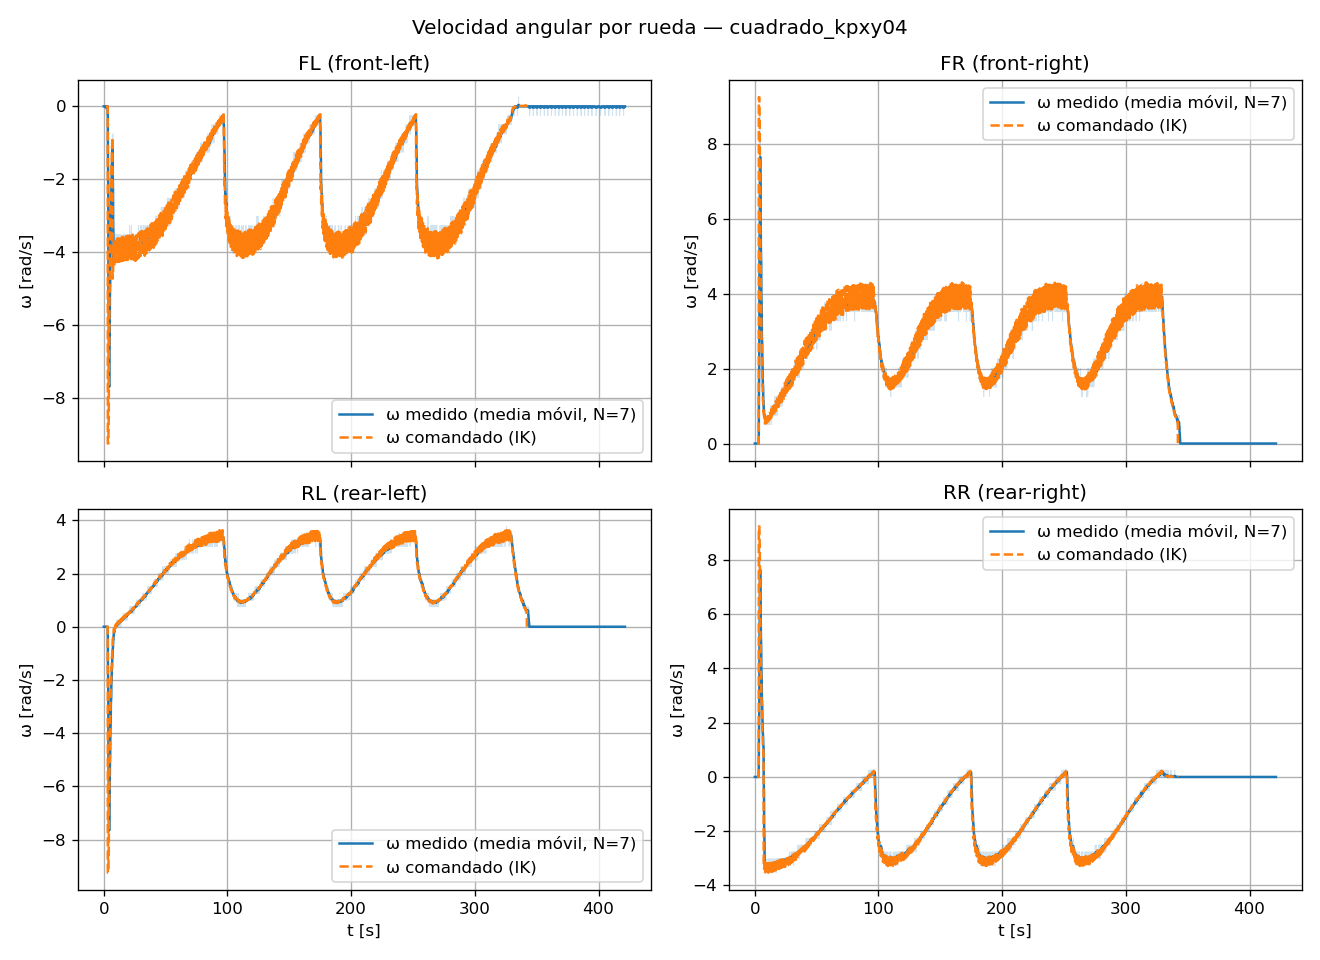 Velocidad angular por rueda — cuadrado_kpxy04
FL (front-left)
ω [rad/s]
0
−2
−4
−6
−8
ω medido (media móvil, N=7)
ω comandado (IK)
FR (front-right)
ω [rad/s]
8
6
4
2
0
ω medido (media móvil, N=7)
ω comandado (IK)
RL (rear-left)
ω [rad/s]
4
2
0
−2
−4
−6
−8
ω medido (media móvil, N=7)
ω comandado (IK)
0 100 200 300 400
t [s]
RR (rear-right)
ω [rad/s]
8
6
4
2
0
−2
−4
ω medido (media móvil, N=7)
ω comandado (IK)
0 100 200 300 400
t [s]